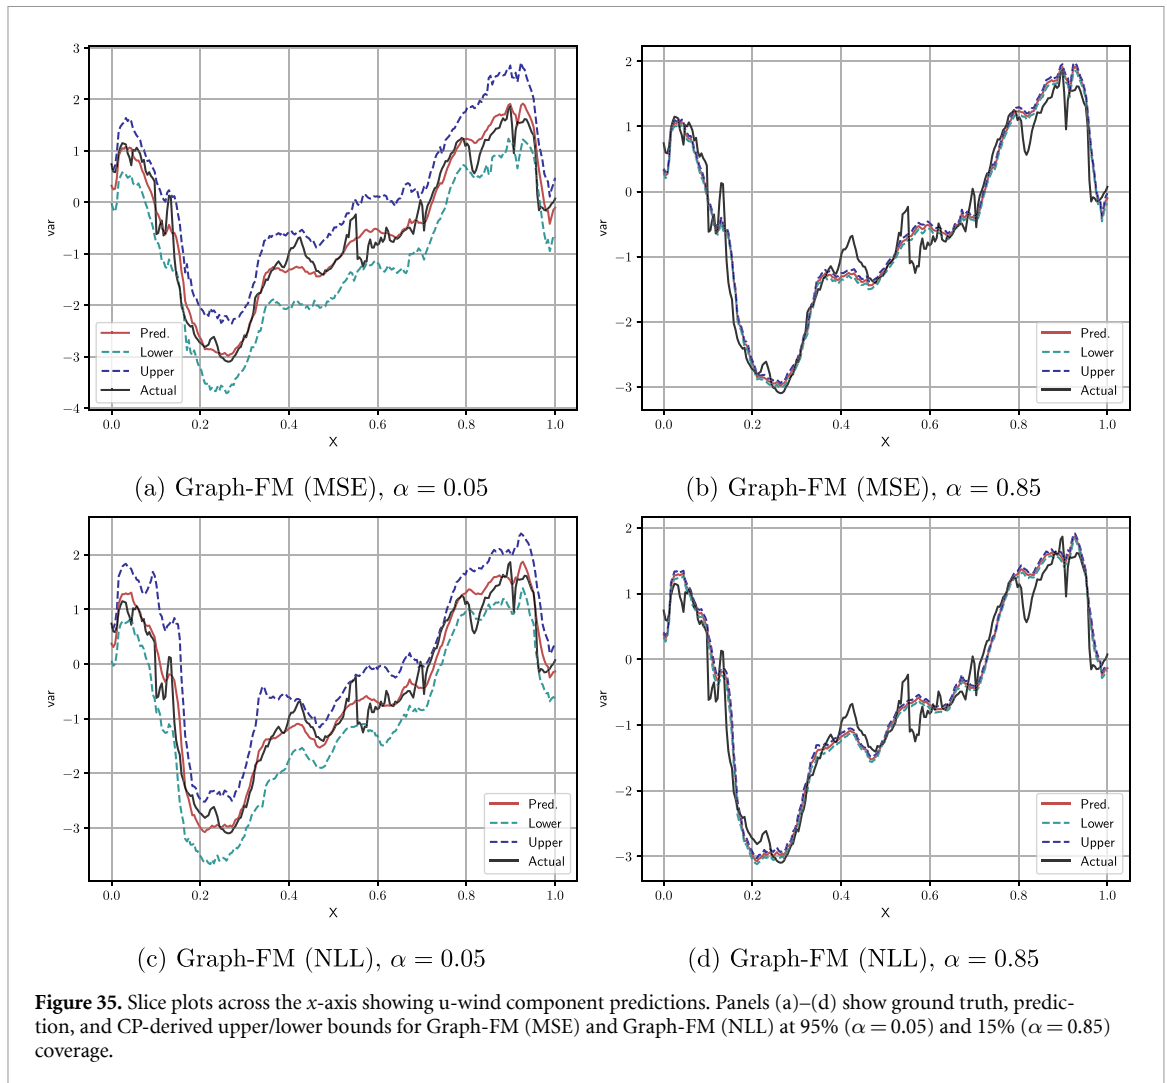 3
2
1
0
−1
−2
−3
−4
var
0.0 0.2 0.4 0.6 0.8 1.0
X
Pred.
Lower
Upper
Actual
(a) Graph-FM (MSE), α = 0.05
2
1
0
−1
−2
−3
var
0.0 0.2 0.4 0.6 0.8 1.0
X
Pred.
Lower
Upper
Actual
(b) Graph-FM (MSE), α = 0.85
2
1
0
−1
−2
−3
var
0.0 0.2 0.4 0.6 0.8 1.0
X
Pred.
Lower
Upper
Actual
(c) Graph-FM (NLL), α = 0.05
2
1
0
−1
−2
−3
var
0.0 0.2 0.4 0.6 0.8 1.0
X
Pred.
Lower
Upper
Actual
(d) Graph-FM (NLL), α = 0.85
Figure 35. Slice plots across the x-axis showing u-wind component predictions. Panels (a)–(d) show ground truth, predic-
tion, and CP-derived upper/lower bounds for Graph-FM (MSE) and Graph-FM (NLL) at 95% (α = 0.05) and 15% (α = 0.85)
coverage.